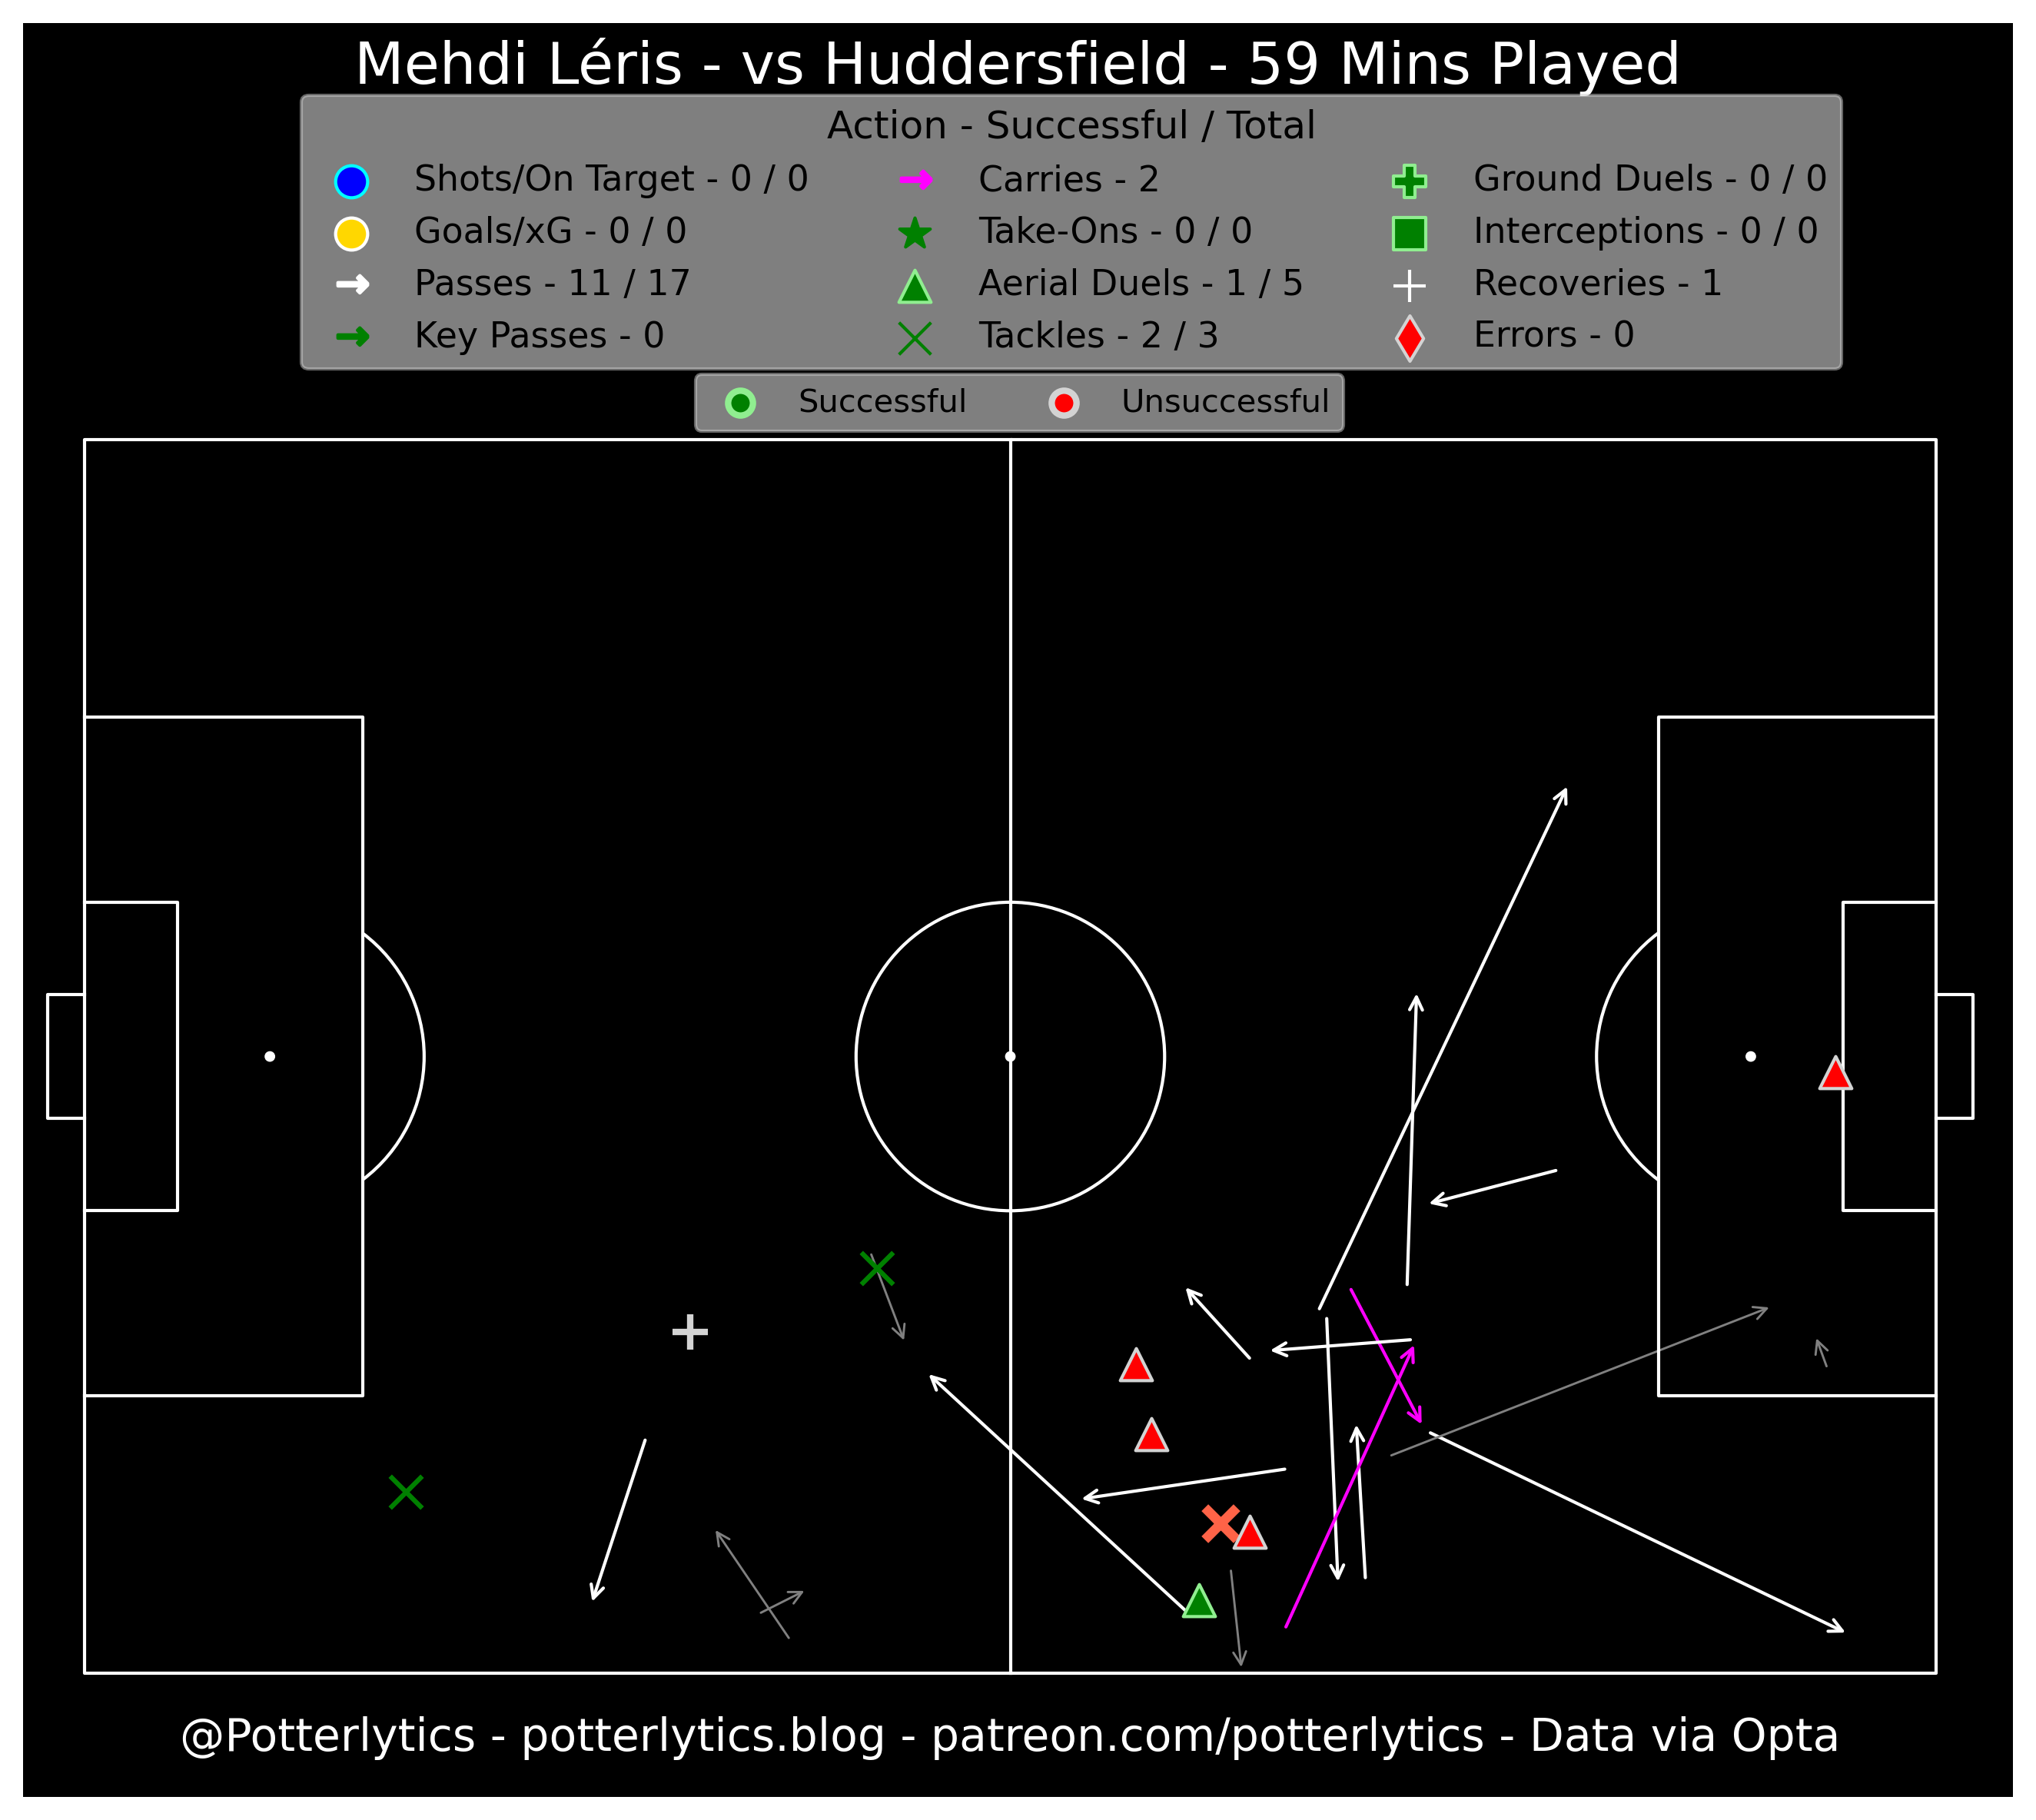 Mehdi Léris - vs Huddersfield - 59 Mins Played
Action - Successful / Total
Shots/On Target - 0 / 0
Goals/xG - 0 / 0
Passes - 11 / 17
Key Passes - 0
Carries - 2
Take-Ons - 0 / 0
Aerial Duels - 1 / 5
Tackles - 2 / 3
Ground Duels - 0 / 0
Interceptions - 0 / 0
Recoveries - 1
Errors - 0
Successful
Unsuccessful
@Potterlytics - potterlytics.blog - patreon.com/potterlytics - Data via Opta